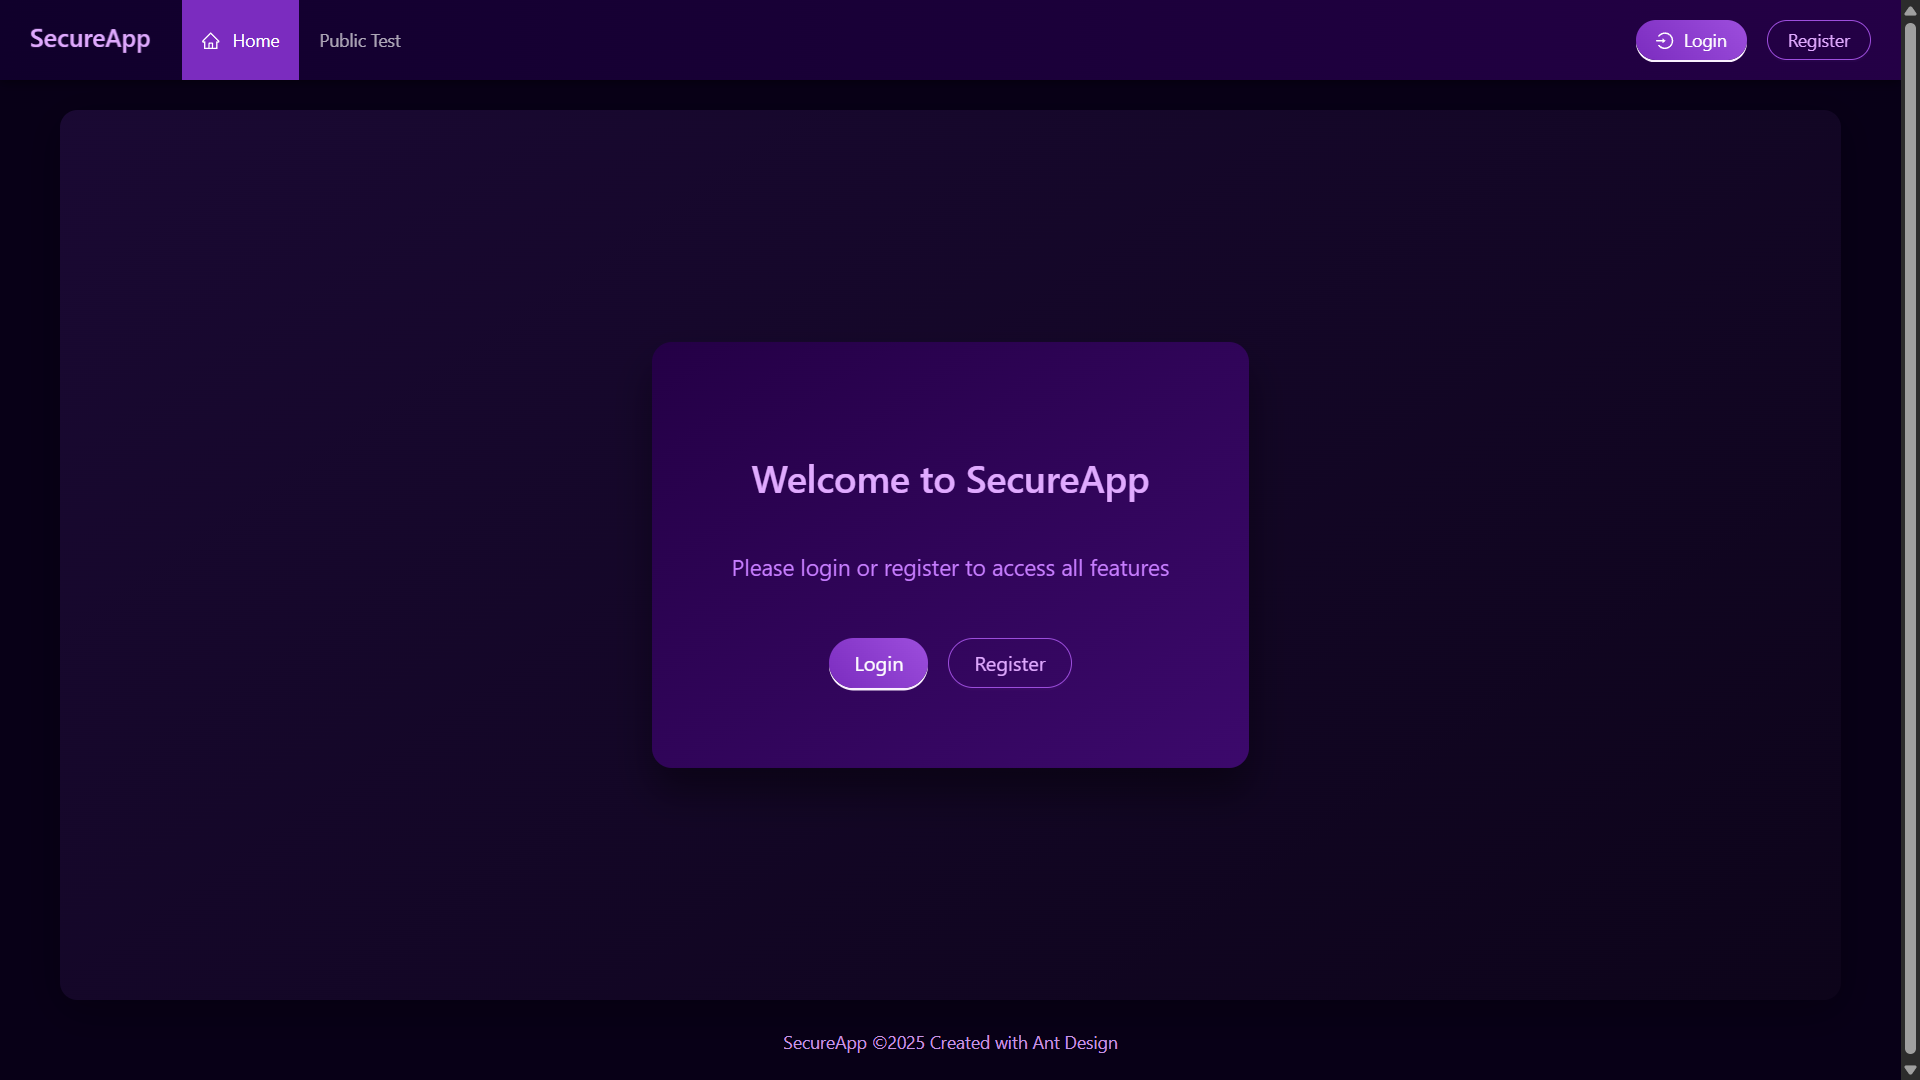 SecureApp
Home
Public Test
Login
Register
Welcome to SecureApp
Please login or register to access all features
Login
Register
SecureApp ©2025 Created with Ant Design